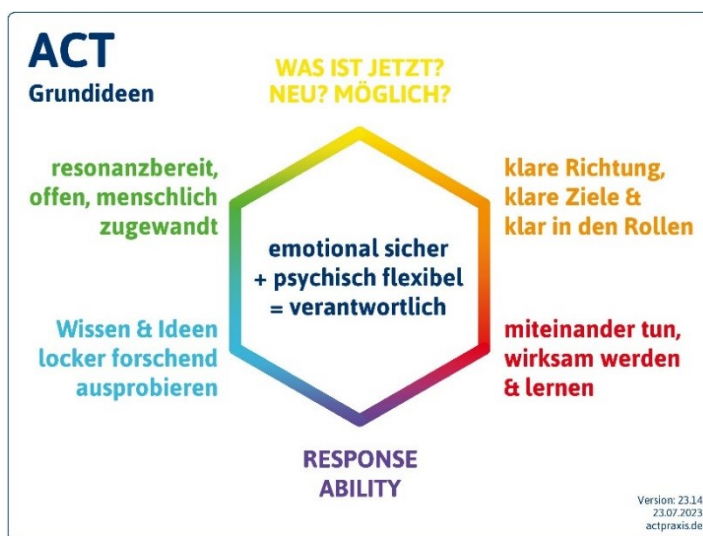 ACT
Grundideen
WAS IST JETZT?
NEU? MÖGLICH?
resonanzbereit,
offen, menschlich
zugewandt
klare Richtung,
klare Ziele &
klar in den Rollen
emotional sicher
+ psychisch flexibel
= verantwortlich
Wissen & Ideen
locker forschend
ausprobieren
miteinander tun,
wirksam werden
& lernen
RESPONSE
ABILITY
Version: 23.14
23.07.2023
actpraxis.de